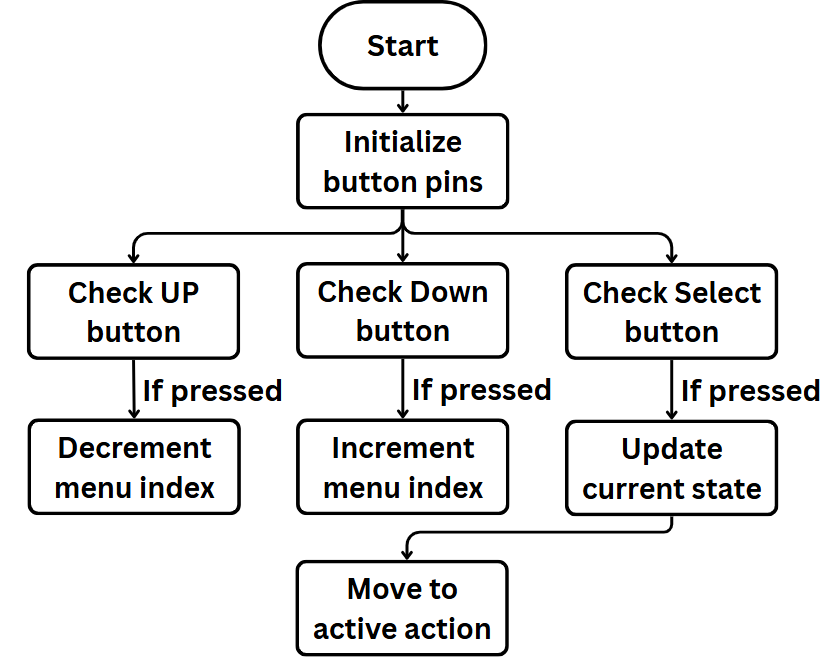 Start
Initialize
button pins
Check UP
button
Check Down
button
Check Select
button
If pressed
If pressed
If pressed
Decrement
menu index
Increment
menu index
Update
current state
Move to
active action